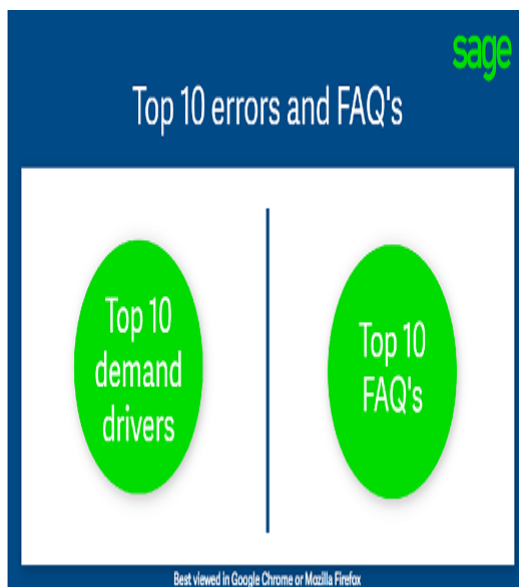 sage
Top 10 errors and FAQ's
Top 10
demand
drivers
Top 10
FAQ's
Best viewed in Google Chrome or Mozilla Firefox